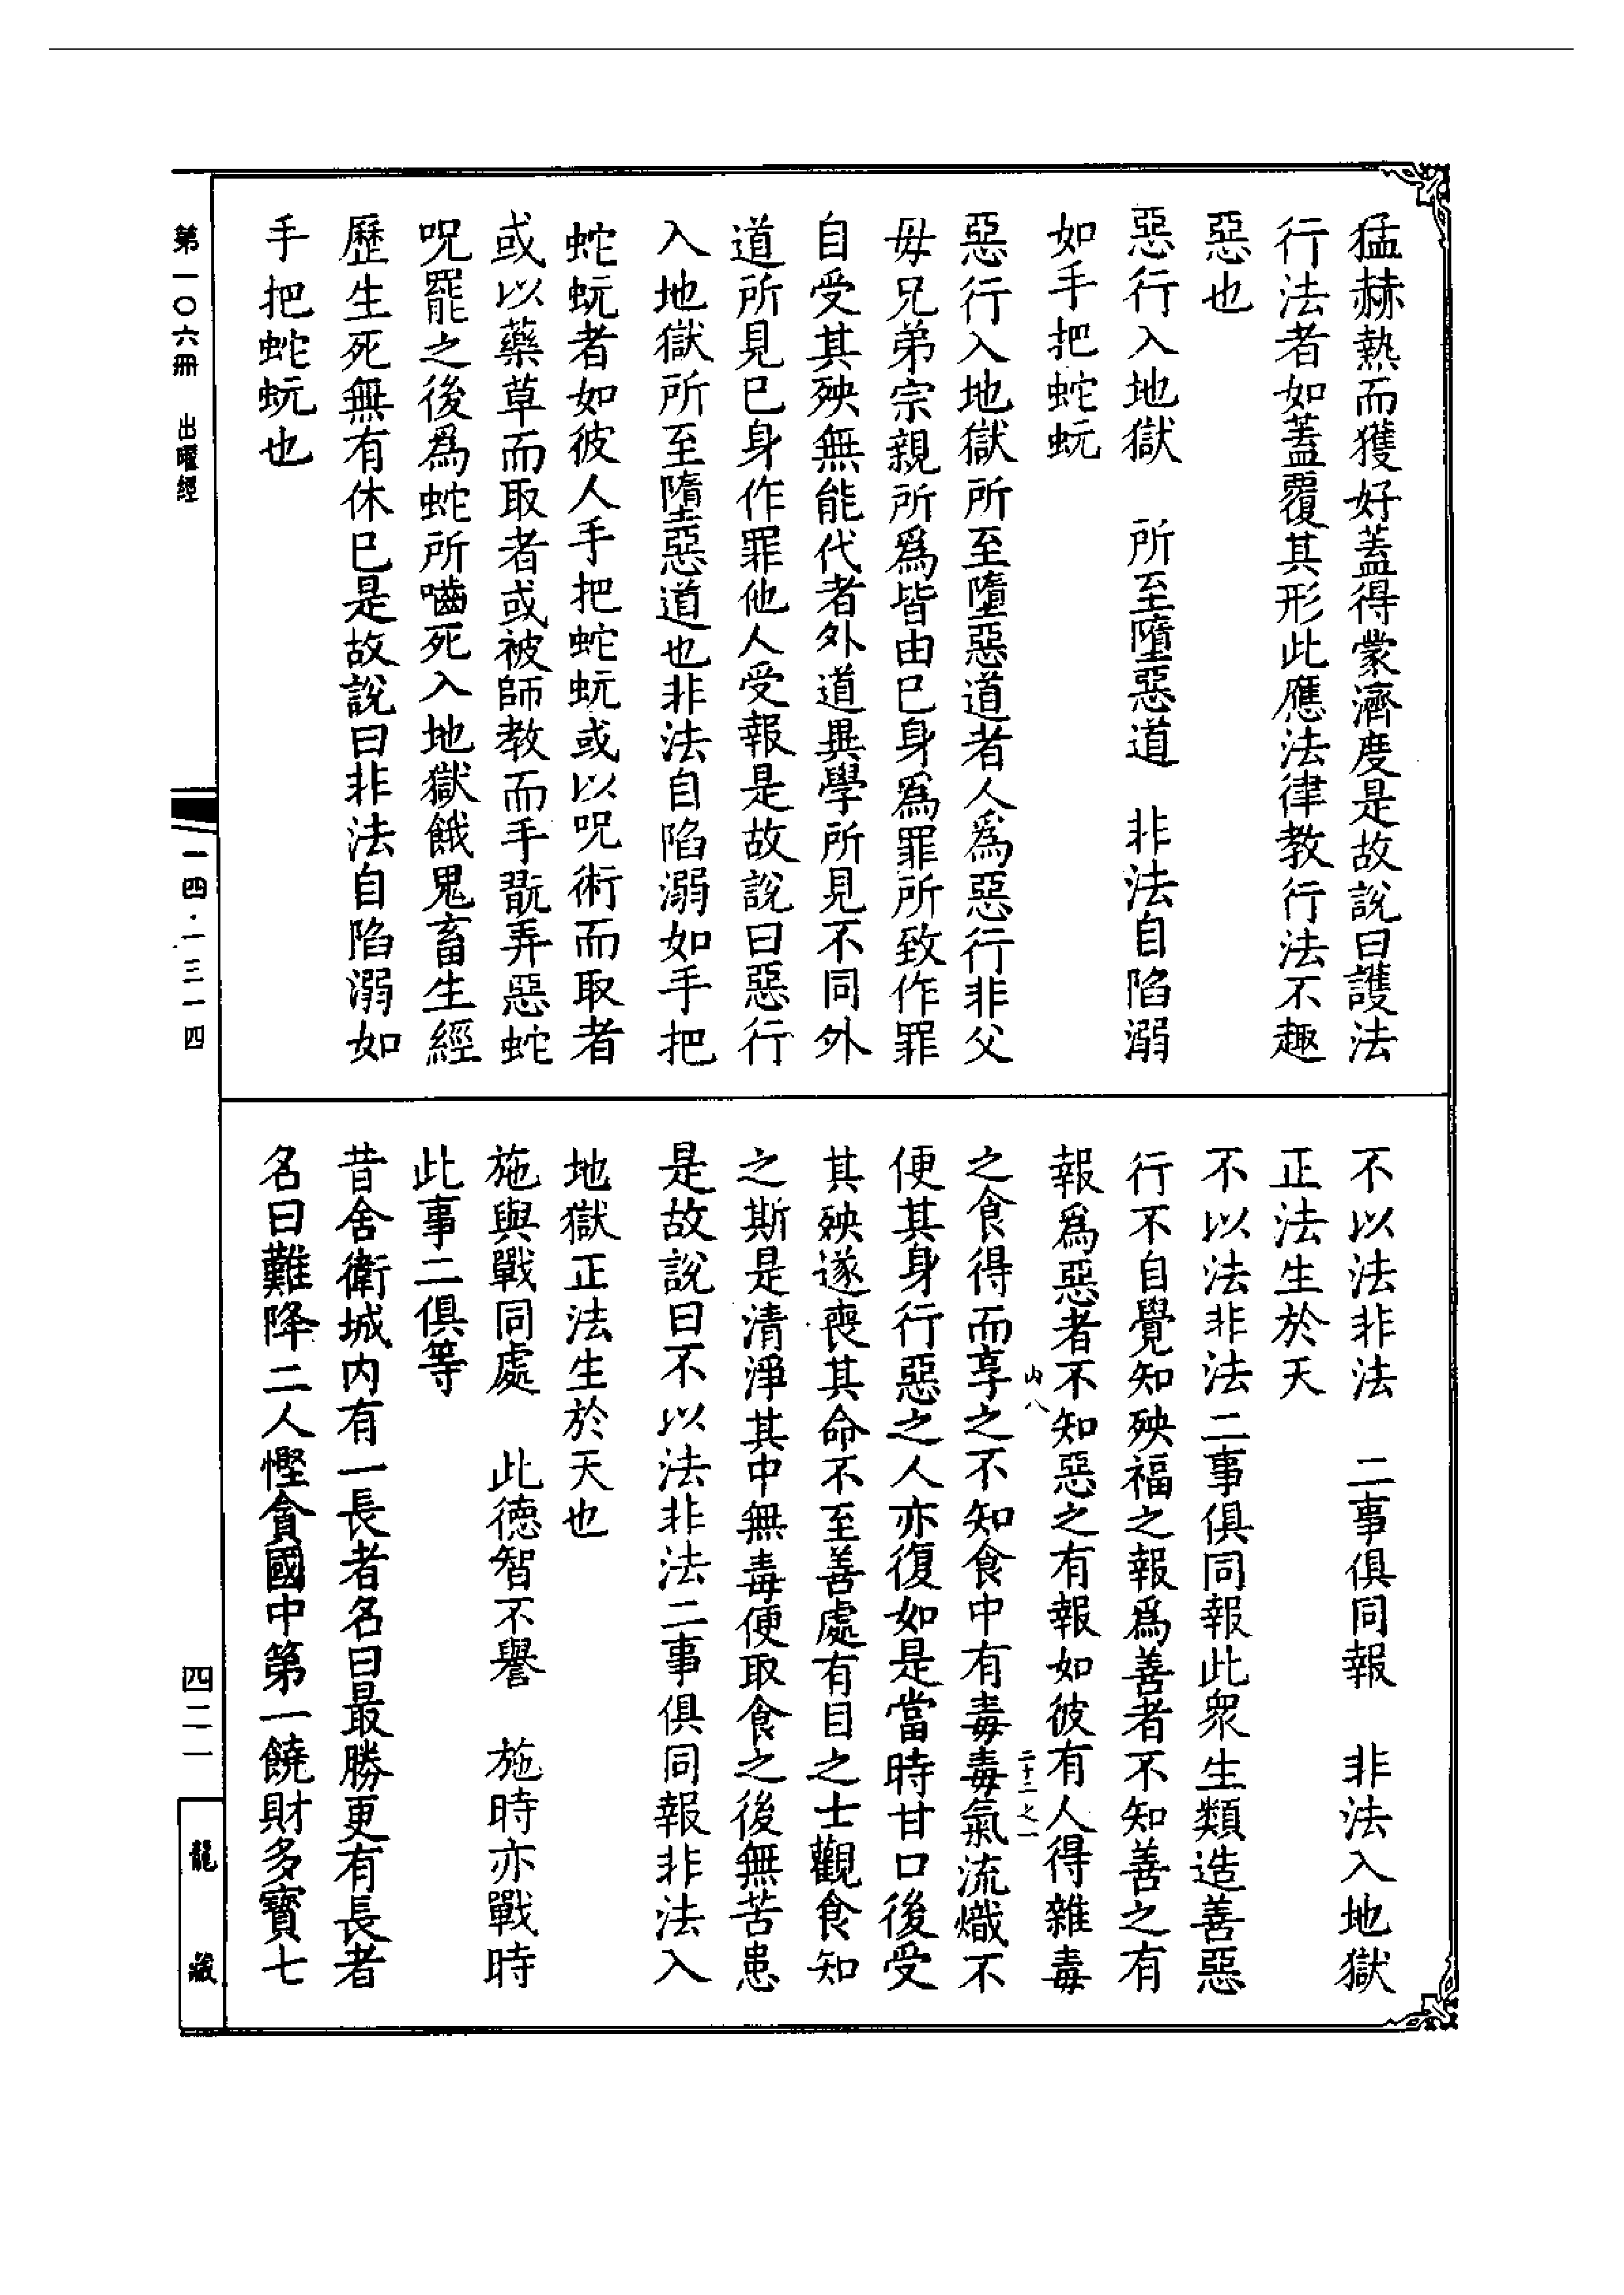 猛赫熱而獲好蓋得蒙濟度是故說曰護法
行法者如蓋覆其形此應法律教行法不趣
惡也
惡行入地獄　所至墮惡道　非法自陷溺
如手把蛇蚖
惡行入地獄所至墮惡道者人爲惡行非父
母兄弟宗親所爲皆由已身爲罪所致作罪
自受其殃無能代者外道異學所見不同外
道所見已身作罪他人受報是故說曰惡行
入地獄所至墮惡道也非法自陷溺如手把
蛇蚖者如彼人手把蛇蚖或以呪術而取者
或以藥草而取者或被師教而手翫弄惡蛇
呪罷之後爲蛇所嚙死入地獄餓鬼畜生經
歷生死無有休已是故說曰非法自陷溺如
手把蛇蚖也
不以法非法　二事俱同報　非法入地獄
正法生於天
不以法非法二事俱同報此衆生類造善惡
行不自覺知殃福之報爲善者不知善之有
報爲惡者不知惡之有報如彼有人得雜毒
山八　二十二之一
之食得而享之不知食中有毒毒氣流熾不
便其身行惡之人亦復如是當時甘口後受
其殃遂喪其命不至善處有目之士觀食知
之斯是清淨其中無毒便取食之後無苦患
是故說曰不以法非法二事俱同報非法入
地獄正法生於天也
施與戰同處　此德智不譽　施時亦戰時
此事二俱等
昔舍衛城內有一長者名曰最勝更有長者
名曰難降二人慳貪國中第一饒財多寶七
第一〇六冊　出曜經
一四·一三一四
四二一
龍藏